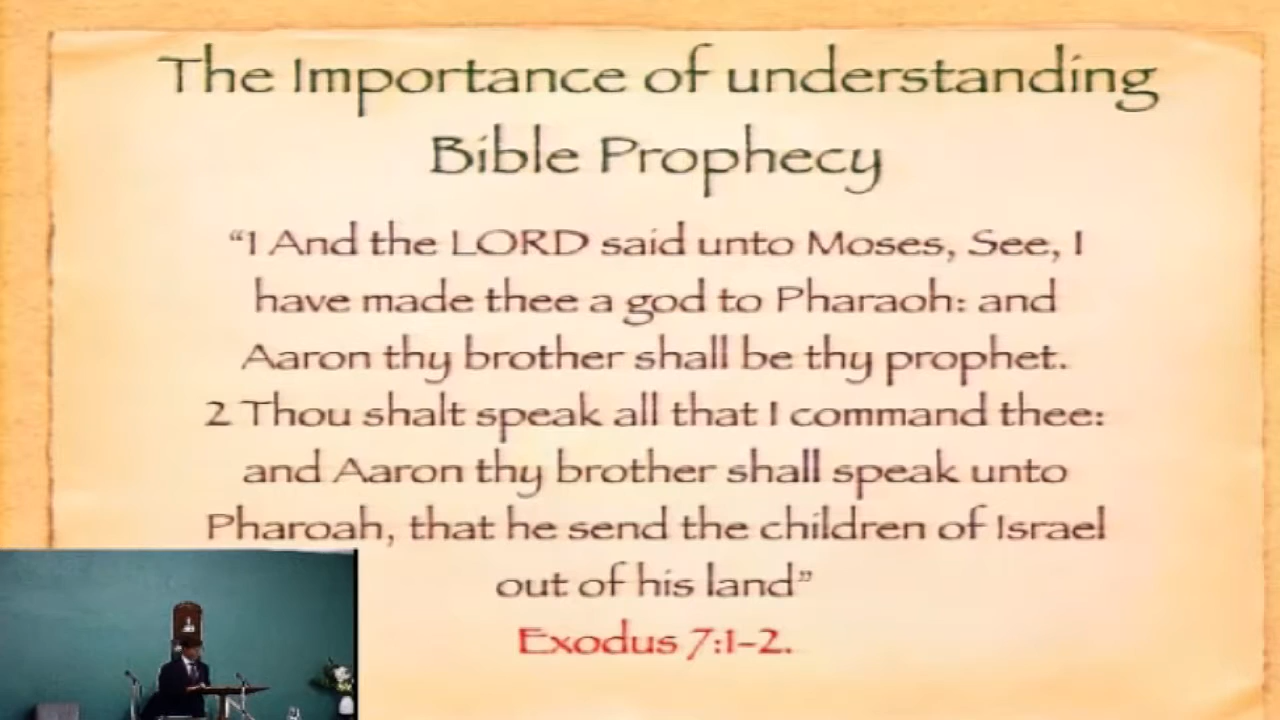 The Importance of understanding
Bible Prophecy
“1 And the LORD said unto Moses, See, I
have made thee a god to Pharaoh: and
Aaron thy brother shall be thy prophet.
2 Thou shalt speak all that I command thee:
and Aaron thy brother shall speak unto
Pharoah, that he send the children of Israel
out of his land”
Exodus 7:1-2.